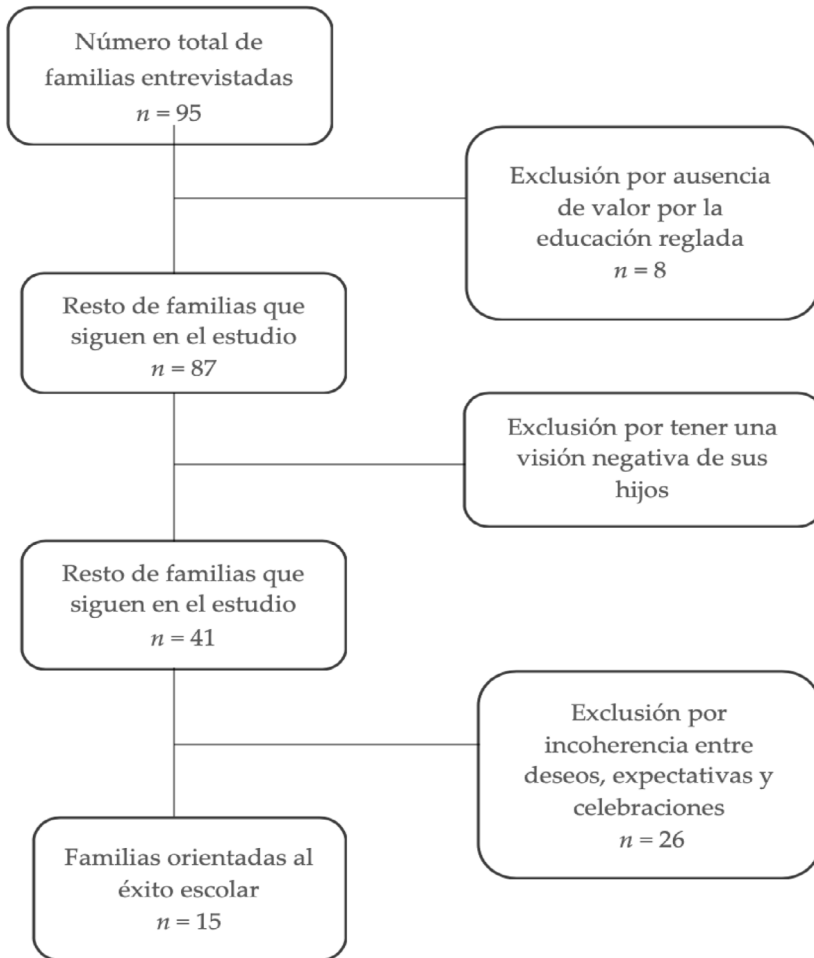 Número total de
familias entrevistadas
n = 95
Exclusión por ausencia
de valor por la
educación reglada
n = 8
Resto de familias que
siguen en el estudio
n = 87
Exclusión por tener una
visión negativa de sus
hijos
Resto de familias que
siguen en el estudio
n = 41
Exclusión por
incoherencia entre
deseos, expectativas y
celebraciones
n = 26
Familias orientadas al
éxito escolar
n = 15